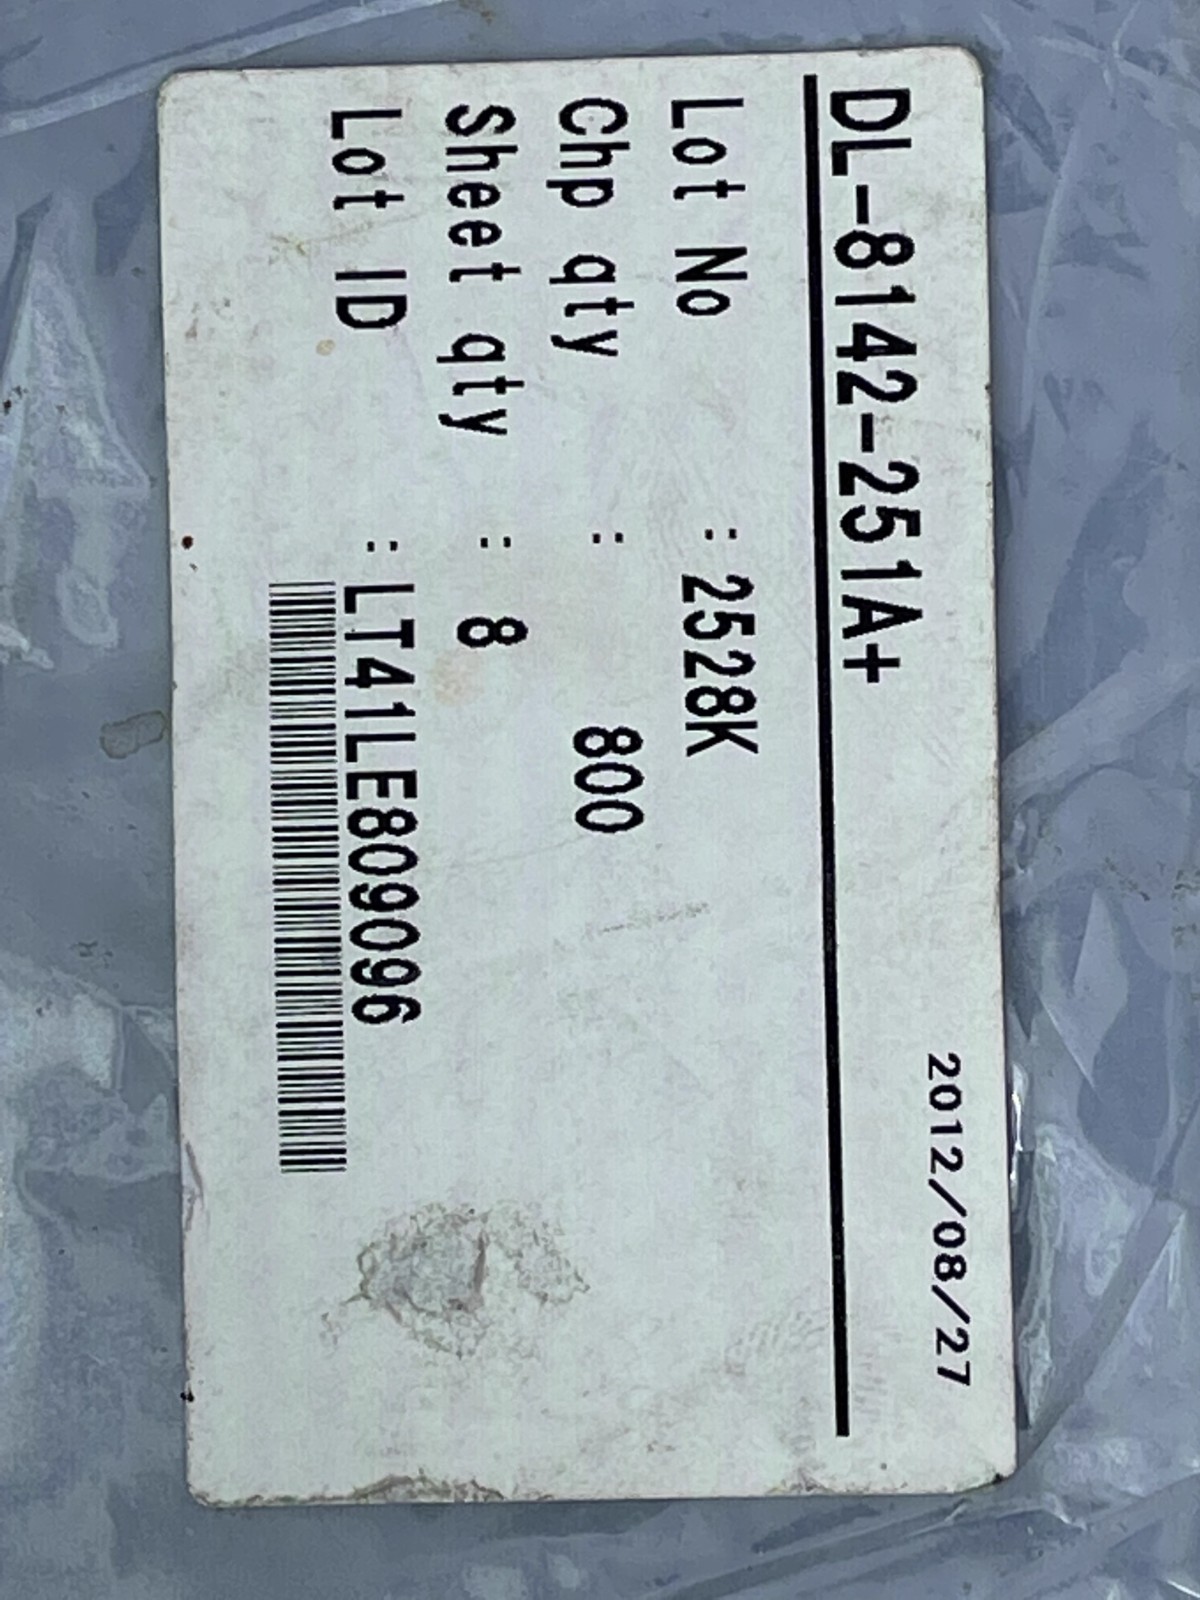 2012/08/27
DL-8142-251A+
Lot No : 2528K
Chp qty : 800
Sheet qty : 8
Lot ID : LT41LE809096